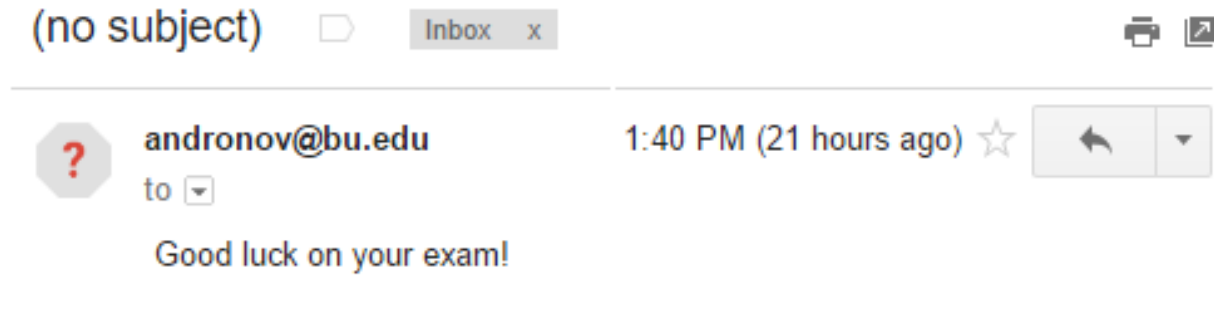 (no subject) Inbox x
? andronov@bu.edu 1:40 PM (21 hours ago)
to
Good luck on your exam!